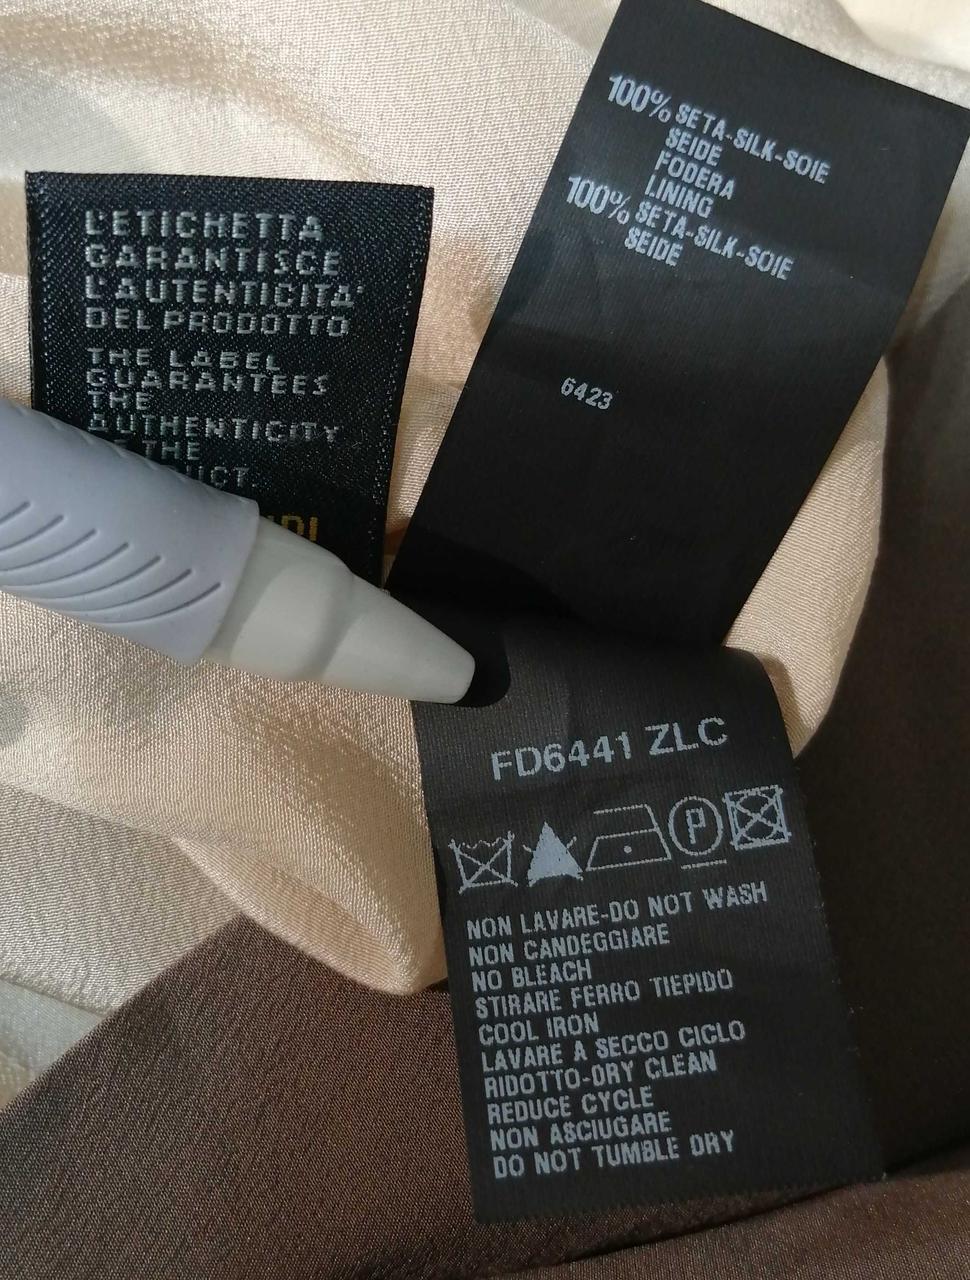 L'ETICHETTA
GARANTISCE
L'AUTENTICITA'
DEL PRODOTTO
THE LABEL
GUARANTEES
THE
AUTHENTICITY
THE
100% SETA-SILK-SOIE
SEIDE
FODERA
LINING
100% SETA-SILK-SOIE
SEIDE
6423
FD6441 ZLC
P
NON LAVARE-DO NOT WASH
NON CANDEGGIARE
NO BLEACH
STIRARE FERRO TIEPIDO
COOL IRON
LAVARE A SECCO CICLO
RIDOTTO-DRY CLEAN
REDUCE CYCLE
NON ASCIUGARE
DO NOT TUMBLE DRY